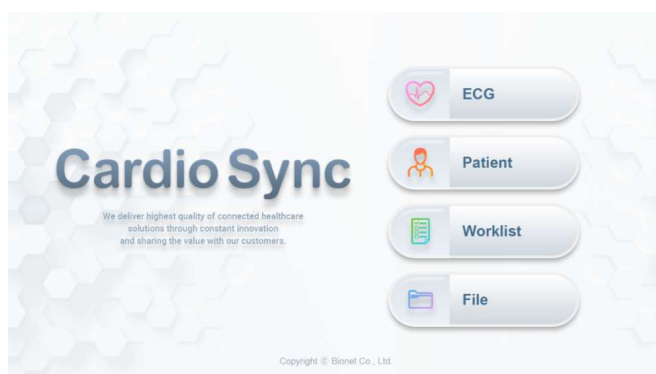 Cardio Sync
We deliver highest quality of connected healthcare
solutions through constant innovation
and sharing the value with our customers.
ECG
Patient
Worklist
File
Copyright ⓒ Bionet Co., Ltd.